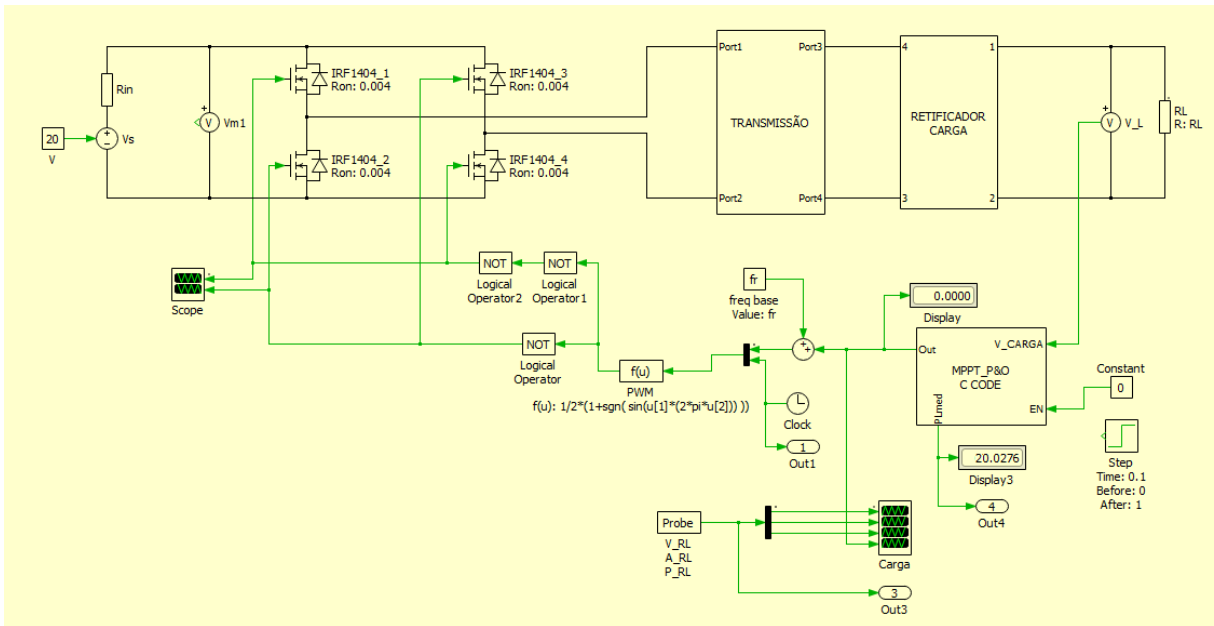 Rin
20
V
Vs
V
Vm1
IRF1404_1
Ron: 0.004
IRF1404_3
Ron: 0.004
IRF1404_2
Ron: 0.004
IRF1404_4
Ron: 0.004
Port1
Port3
TRANSMISSÃO
Port2
Port4
4
1
RETIFICADOR
CARGA
3
2
V
V_L
RL
R: RL
Scope
NOT
Logical
Operator2
NOT
Logical
Operator1
NOT
Logical
Operator
fr
freq base
Value: fr
0.0000
Display
f(u)
PWM
f(u): 1/2*(1+sgn( sin(u[1]*(2*pi*u[2])) ))
Clock
1
Out1
Out
V_CARGA
MPPT_P&O
C CODE
EN
PLmed
Constant
0
Step
Time: 0.1
Before: 0
After: 1
20.0276
Display3
4
Out4
Probe
V_RL
A_RL
P_RL
Carga
3
Out3